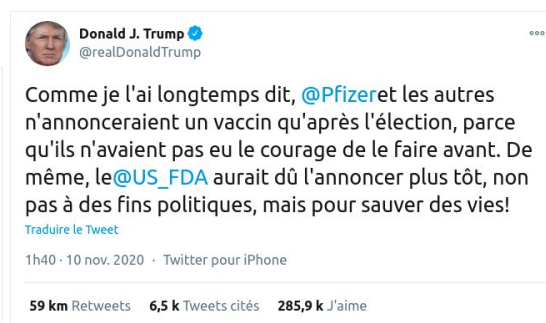 Donald J. Trump
@realDonaldTrump
Comme je l'ai longtemps dit, @Pfizeret les autres
n'annonceraient un vaccin qu'après l'élection, parce
qu'ils n'avaient pas eu le courage de le faire avant. De
même, le@US_FDA aurait dû l'annoncer plus tôt, non
pas à des fins politiques, mais pour sauver des vies!
Traduire le Tweet
1h40 · 10 nov. 2020 · Twitter pour iPhone
59 km Retweets 6,5 k Tweets cités 285,9 k J'aime